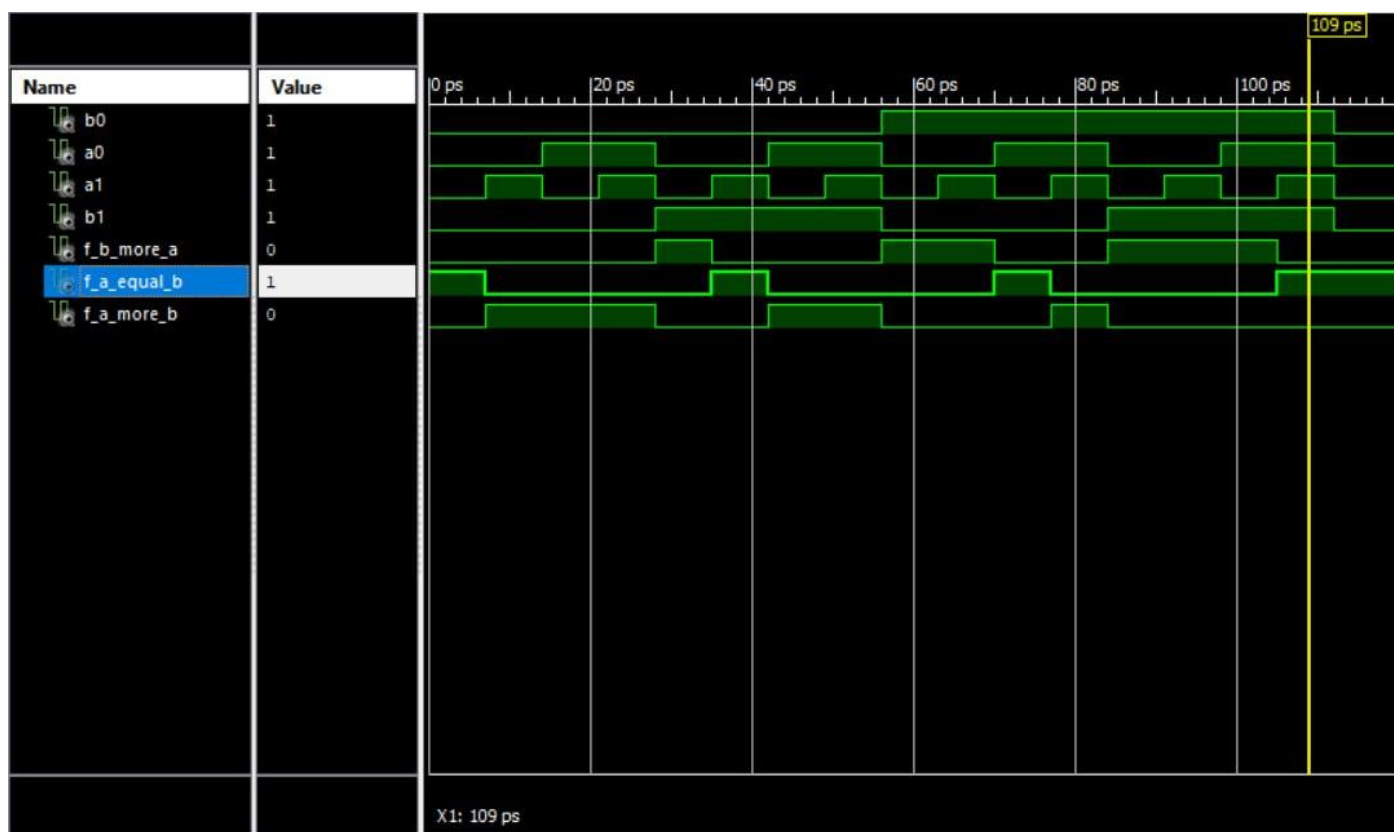 109 ps
Name Value
0 ps 20 ps 40 ps 60 ps 80 ps 100 ps
b0 1
a0 1
a1 1
b1 1
f_b_more_a 0
f_a_equal_b 1
f_a_more_b 0
X1: 109 ps